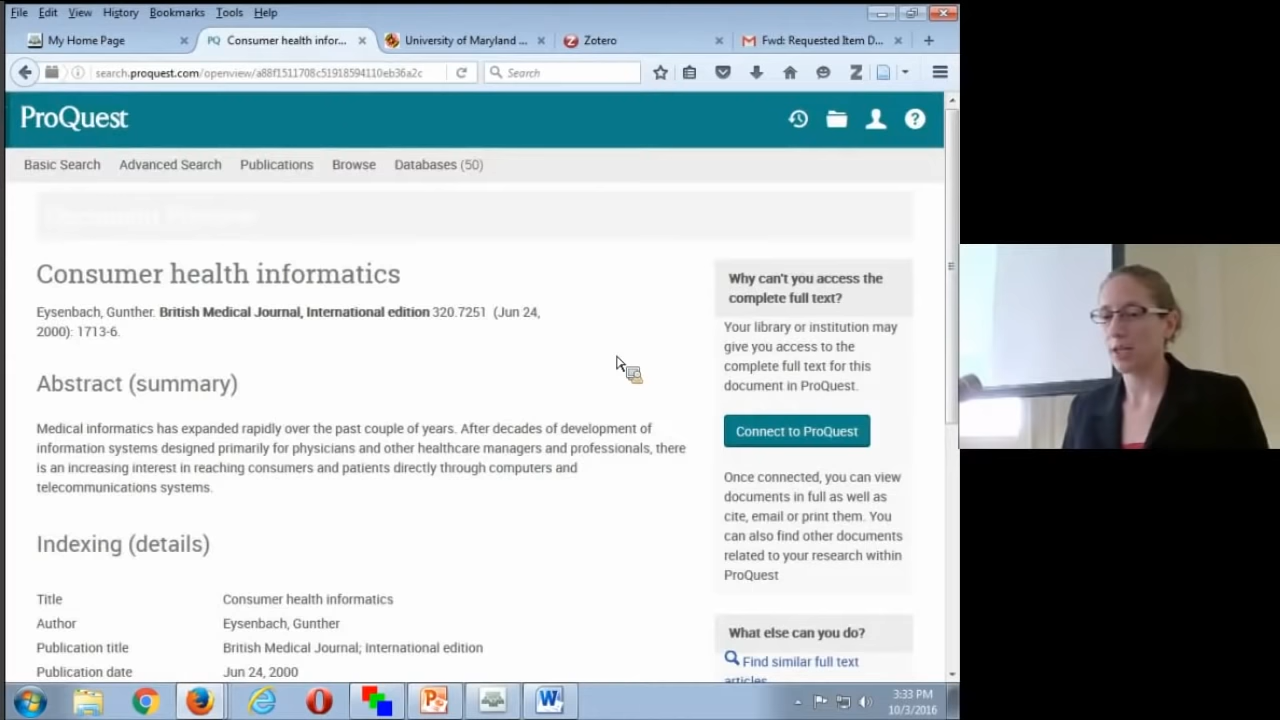 File Edit View History Bookmarks Tools Help
My Home Page
PQ Consumer health infor...
University of Maryland ...
Zotero
Fwd: Requested Item D...
search.proquest.com/openview/a88f1511708c51918594110eb36a2c
Search
Z
ProQuest
Basic Search Advanced Search Publications Browse Databases (50)
Consumer health informatics
Eysenbach, Gunther. British Medical Journal, International edition 320.7251 (Jun 24,
2000): 1713-6.
Abstract (summary)
Medical informatics has expanded rapidly over the past couple of years. After decades of development of
information systems designed primarily for physicians and other healthcare managers and professionals, there
is an increasing interest in reaching consumers and patients directly through computers and
telecommunications systems.
Indexing (details)
Title Consumer health informatics
Author Eysenbach, Gunther
Publication title British Medical Journal; International edition
Publication date Jun 24, 2000
Why can't you access the
complete full text?
Your library or institution may
give you access to the
complete full text for this
document in ProQuest.
Connect to ProQuest
Once connected, you can view
documents in full as well as
cite, email or print them. You
can also find other documents
related to your research within
ProQuest
What else can you do?
Find similar full text
articles
3:33 PM
10/3/2016